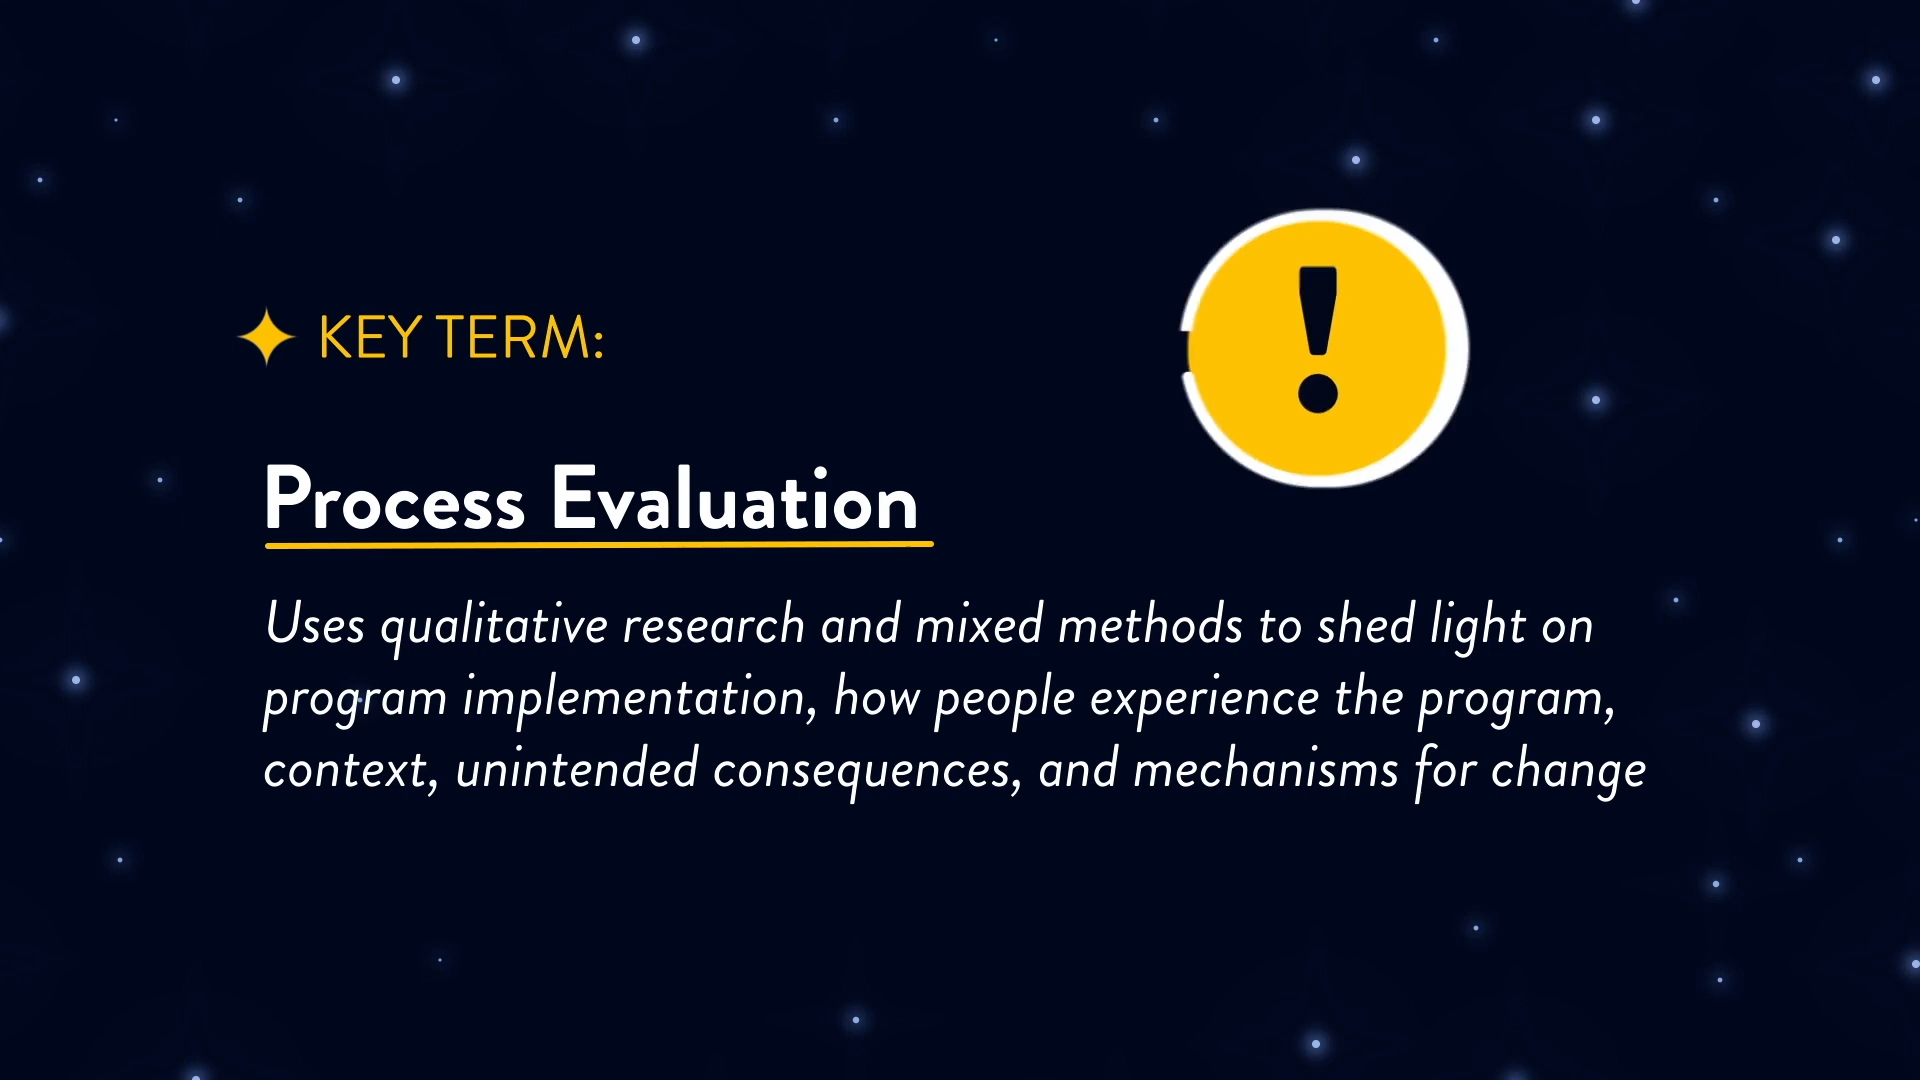 KEY TERM:
!
Process Evaluation
Uses qualitative research and mixed methods to shed light on
program implementation, how people experience the program,
context, unintended consequences, and mechanisms for change